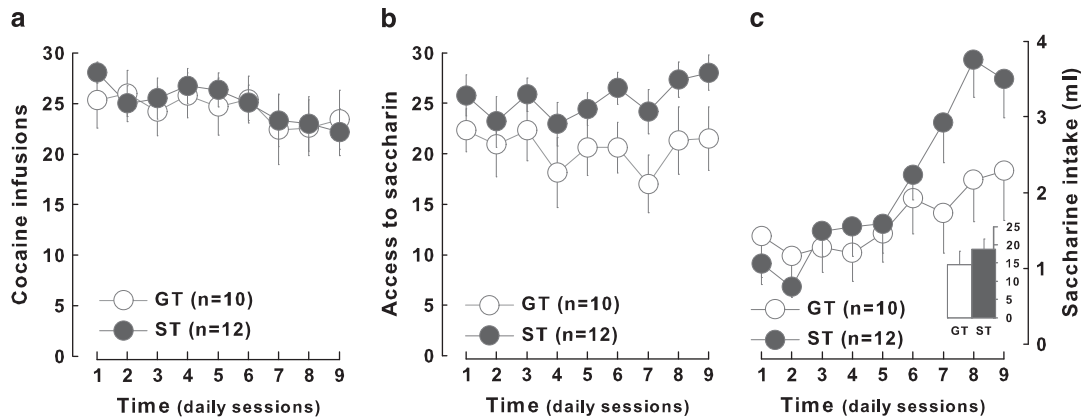 a
Cocaine infusions
30
25
20
15
10
5
0
GT (n=10)
ST (n=12)
1 2 3 4 5 6 7 8 9
Time (daily sessions)
b
Access to saccharin
30
25
20
15
10
5
0
GT (n=10)
ST (n=12)
1 2 3 4 5 6 7 8 9
Time (daily sessions)
c
4
3
2
1
0
Saccharine intake (ml)
25
20
15
10
5
0
GT ST
GT (n=10)
ST (n=12)
1 2 3 4 5 6 7 8 9
Time (daily sessions)